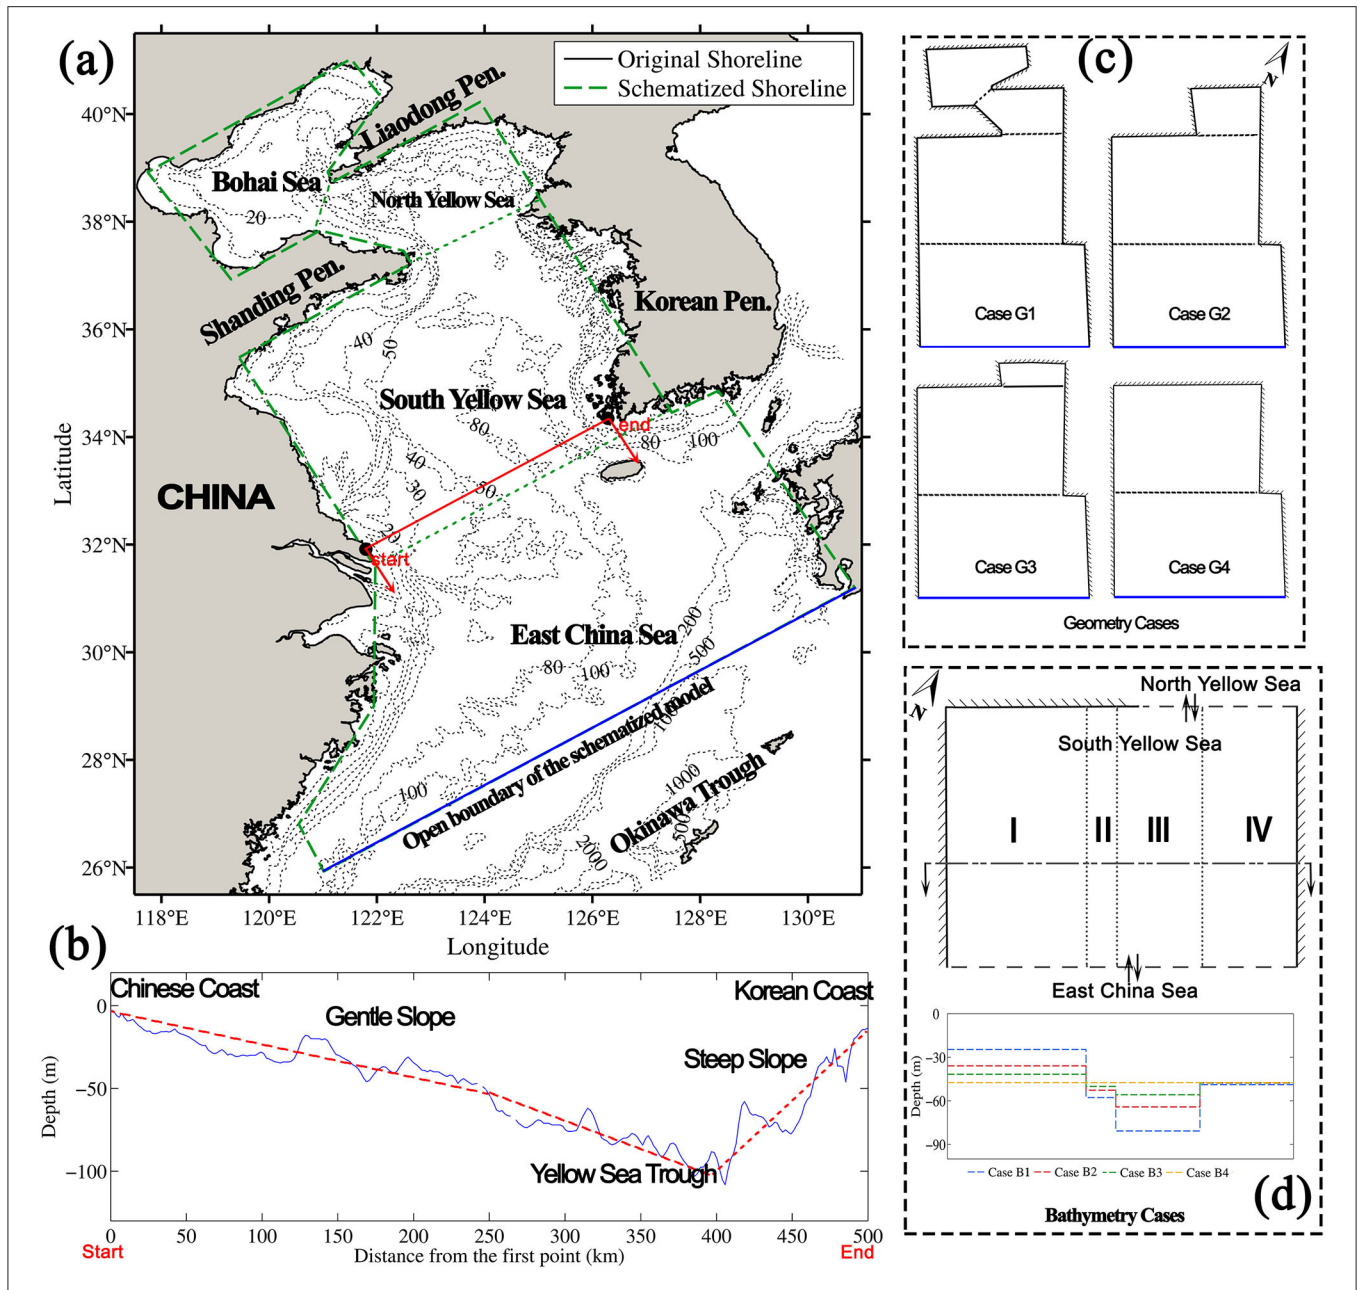 (a)
Original Shoreline
Schematized Shoreline
40°N
38°N
36°N
34°N
32°N
30°N
28°N
26°N
Latitude
118°E
120°E
122°E
124°E
126°E
128°E
130°E
Longitude
Liaodong Pen.
Bohai Sea
North Yellow Sea
20
Shanding Pen.
Korean Pen.
40
50
South Yellow Sea
end
80
80
100
40
30
50
CHINA
20
start
East China Sea
200
500
80
100
100
Open boundary of the schematized model
1000
100
Okinawa Trough
500
2000
(b)
Chinese Coast
Korean Coast
Gentle Slope
Steep Slope
Yellow Sea Trough
Depth (m)
0
−50
−100
0
50
100
150
200
250
300
350
400
450
500
Start
Distance from the first point (km)
End
(c)
N
Case G1
Case G2
Case G3
Case G4
Geometry Cases
N
North Yellow Sea
South Yellow Sea
I
II
III
IV
East China Sea
Depth (m)
0
−30
−60
−90
Case B1
Case B2
Case B3
Case B4
(d)
Bathymetry Cases